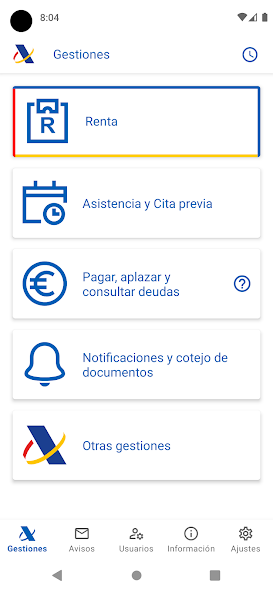 8:04
Gestiones
R
Renta
Asistencia y Cita previa
Pagar, aplazar y
consultar deudas
?
Notificaciones y cotejo de
documentos
Otras gestiones
Gestiones
Avisos
Usuarios
Información
Ajustes